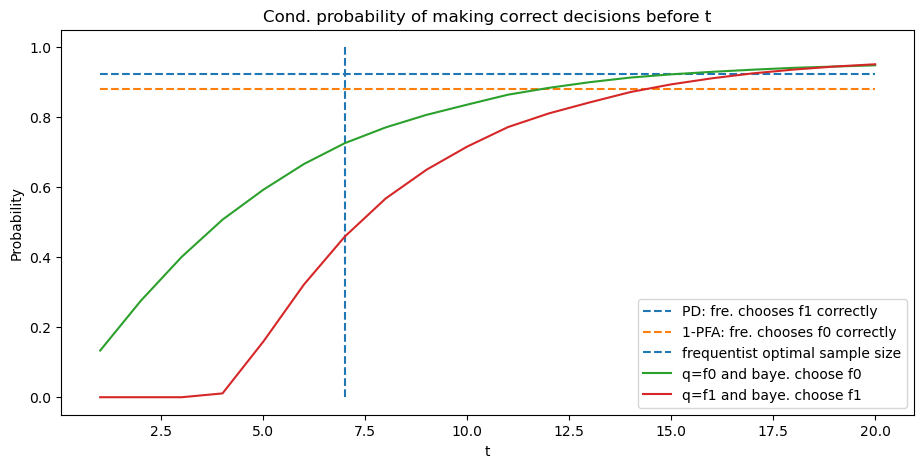 Cond. probability of making correct decisions before t
1.0
0.8
0.6
0.4
0.2
0.0
Probability
PD: fre. chooses f1 correctly
1-PFA: fre. chooses f0 correctly
frequentist optimal sample size
q=f0 and baye. choose f0
q=f1 and baye. choose f1
2.5 5.0 7.5 10.0 12.5 15.0 17.5 20.0
t